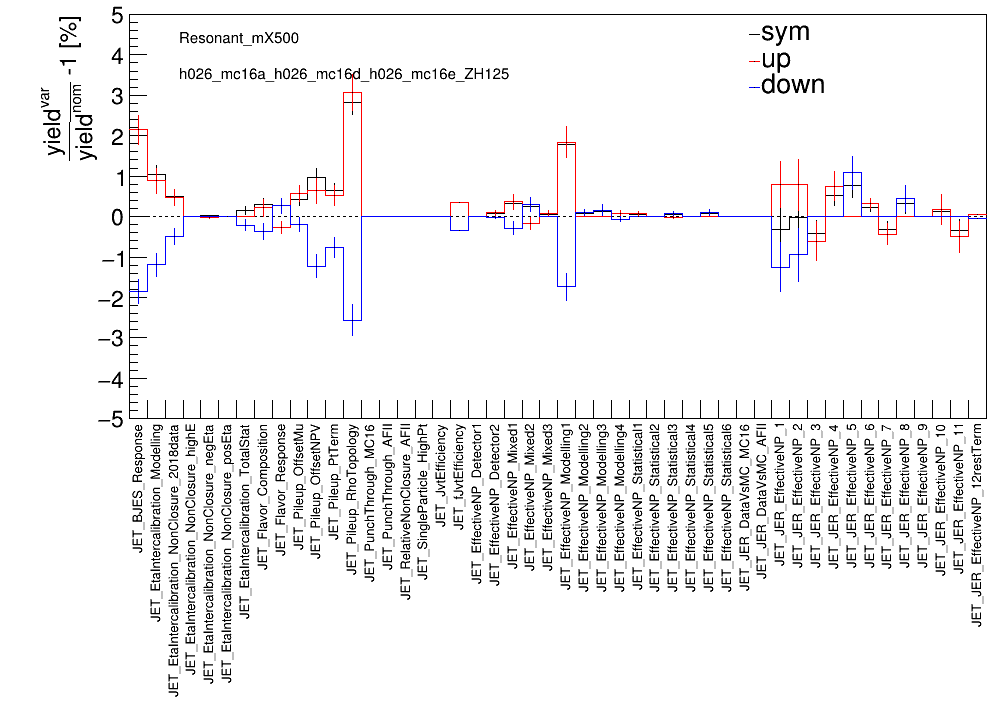 5
4
3
2
1
0
−1
−2
−3
−4
−5
yield^var
yield^nom -1 [%]
Resonant_mX500
h026_mc16a_h026_mc16d_h026_mc16e_ZH125
sym
up
down
JET_BJES_Response
JET_EtaIntercalibration_Modelling
JET_EtaIntercalibration_NonClosure_2018data
JET_EtaIntercalibration_NonClosure_highE
JET_EtaIntercalibration_NonClosure_negEta
JET_EtaIntercalibration_NonClosure_posEta
JET_EtaIntercalibration_TotalStat
JET_Flavor_Composition
JET_Flavor_Response
JET_Pileup_OffsetMu
JET_Pileup_OffsetNPV
JET_Pileup_PtTerm
JET_Pileup_RhoTopology
JET_PunchThrough_MC16
JET_PunchThrough_AFII
JET_RelativeNonClosure_AFII
JET_SingleParticle_HighPt
JET_JvtEfficiency
JET_fJvtEfficiency
JET_EffectiveNP_Detector1
JET_EffectiveNP_Detector2
JET_EffectiveNP_Mixed1
JET_EffectiveNP_Mixed2
JET_EffectiveNP_Mixed3
JET_EffectiveNP_Modelling1
JET_EffectiveNP_Modelling2
JET_EffectiveNP_Modelling3
JET_EffectiveNP_Modelling4
JET_EffectiveNP_Statistical1
JET_EffectiveNP_Statistical2
JET_EffectiveNP_Statistical3
JET_EffectiveNP_Statistical4
JET_EffectiveNP_Statistical5
JET_EffectiveNP_Statistical6
JET_JER_DataVsMC_MC16
JET_JER_DataVsMC_AFII
JET_JER_EffectiveNP_1
JET_JER_EffectiveNP_2
JET_JER_EffectiveNP_3
JET_JER_EffectiveNP_4
JET_JER_EffectiveNP_5
JET_JER_EffectiveNP_6
JET_JER_EffectiveNP_7
JET_JER_EffectiveNP_8
JET_JER_EffectiveNP_9
JET_JER_EffectiveNP_10
JET_JER_EffectiveNP_11
JET_JER_EffectiveNP_12restTerm